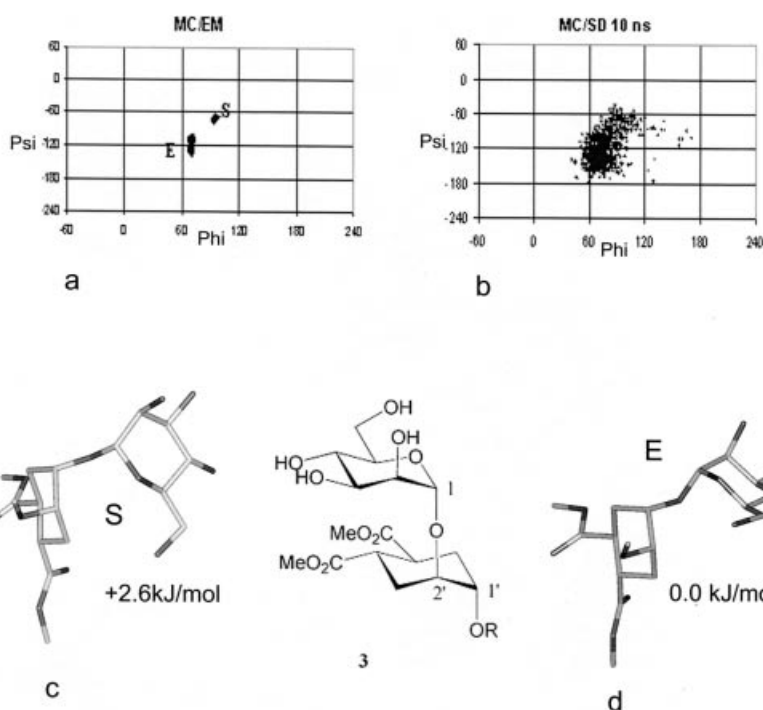 MC/EM
60
0
-60
-120
-180
-240
Psi
S
E
-60 0 60 120 180 240
Phi
a
MC/SD 10 ns
60
0
-60
-120
-180
-240
Psi
-60 0 60 120 180 240
Phi
b
S
+2.6kJ/mol
c
OH
OH
HO
HO
O
1
O
MeO₂C
MeO₂C
2'
1'
OR
3
E
0.0 kJ/mo
d